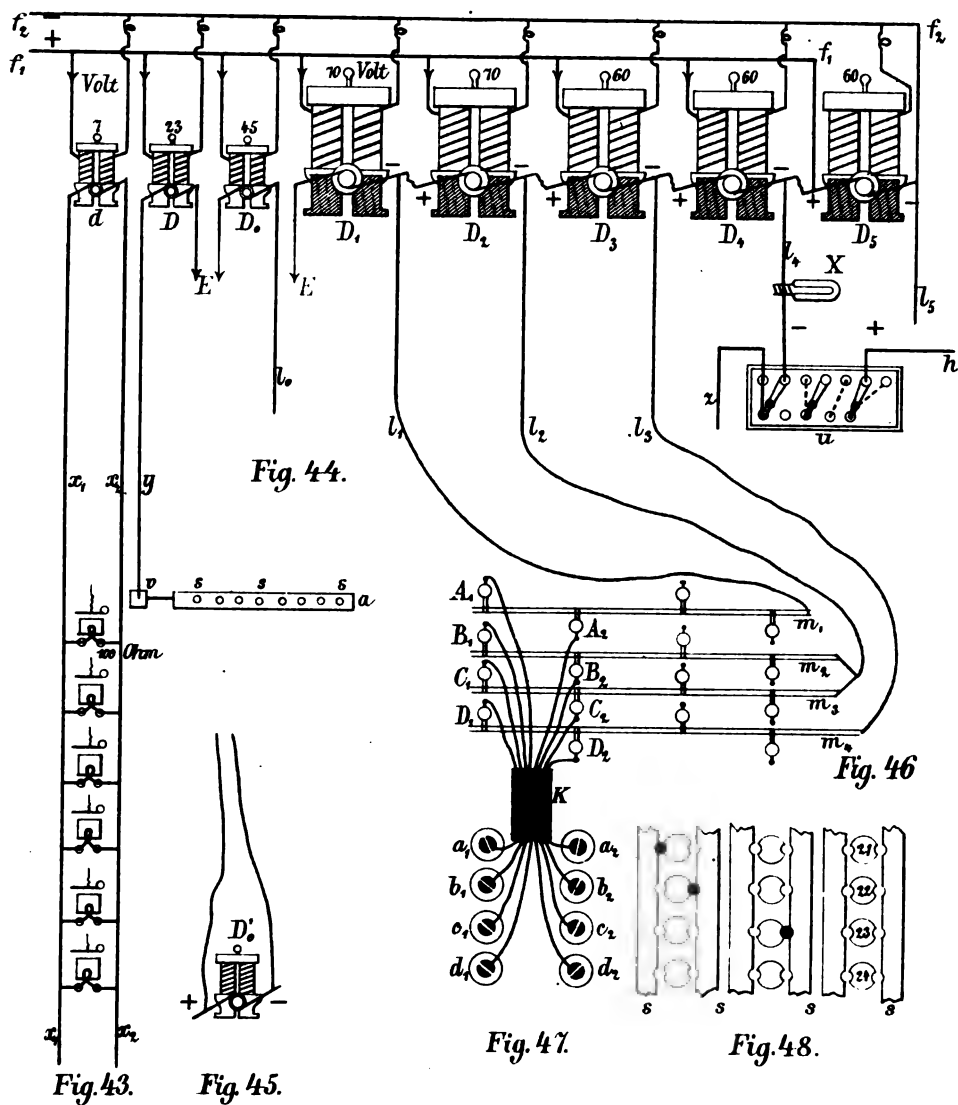 f₂ − f₂
f₁ + f₁
Volt 70 Volt 70 60 60 60
7 23 45
− − − −
+ + + +
d D D₀ D₁ D₂ D₃ D₄ D₅ −
E E l₄ X l₅
− +
l₀ z h
l₁ l₂ l₃ u
Fig. 44.
x₁ x₂ y
v s s s a
A₁ A₂ m₁
B₁ B₂ m₂
100 Ohm
C₁ C₂ m₃
D₁ D₂ m₄
Fig. 46
K
a₁ a₂ 21
b₁ b₂ 22
c₁ c₂ 23
d₁ d₂ 24
D'₀
+ −
s s s s
x₁ x₂
Fig. 47. Fig. 48.
Fig. 43. Fig. 45.